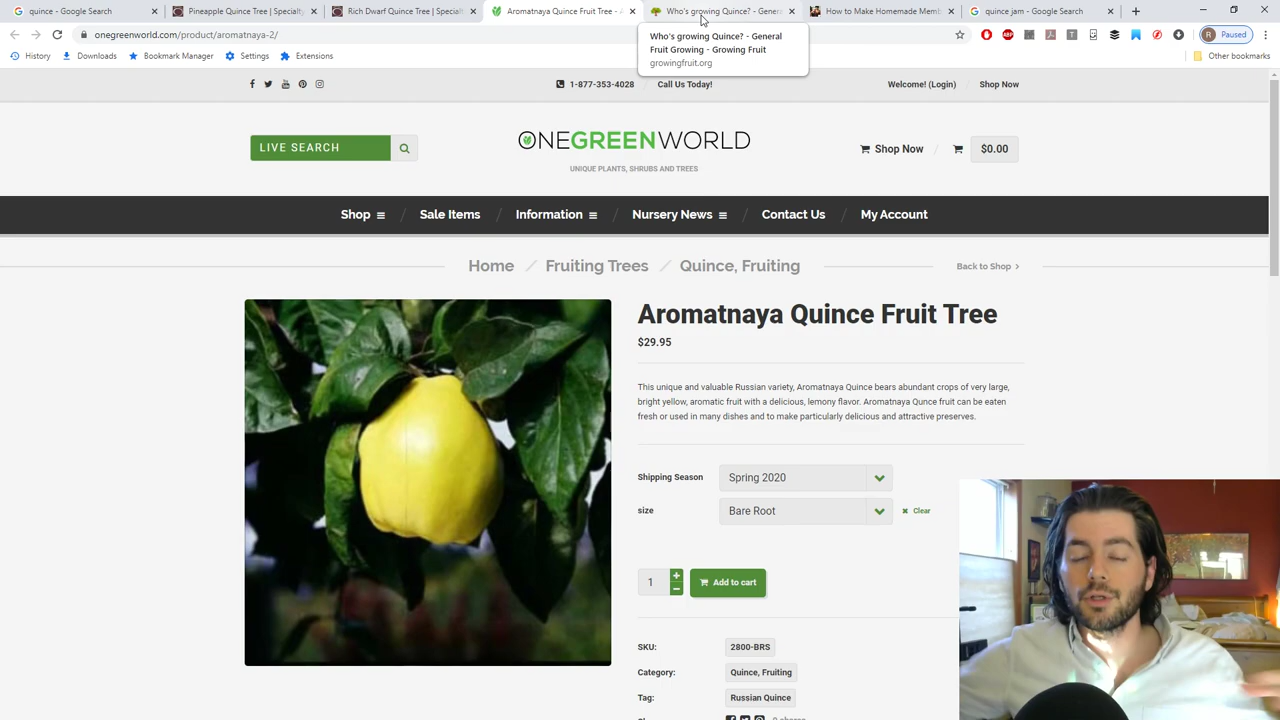 quince - Google Search
Pineapple Quince Tree | Specialty
Rich Dwarf Quince Tree | Specialt
Aromatnaya Quince Fruit Tree - A
Who's growing Quince? - Genera
How to Make Homemade Memb
quince jam - Google Search
onegreenworld.com/product/aromatnaya-2/
Paused
History
Downloads
Settings
Extensions
Other bookmarks
Who's growing Quince? - General
Fruit Growing - Growing Fruit
growingfruit.org
1-877-353-4028
Call Us Today!
Welcome! (Login)
Shop Now
LIVE SEARCH
ONEGREENWORLD
UNIQUE PLANTS, SHRUBS AND TREES
Shop Now
$0.00
Shop
Sale Items
Information
Nursery News
Contact Us
My Account
Home
Fruiting Trees
Quince, Fruiting
Back to Shop
Aromatnaya Quince Fruit Tree
$29.95
This unique and valuable Russian variety, Aromatnaya Quince bears abundant crops of very large,
bright yellow, aromatic fruit with a delicious, lemony flavor. Aromatnaya Qunce fruit can be eaten
fresh or used in many dishes and to make particularly delicious and attractive preserves.
Shipping Season
Spring 2020
size
Bare Root
Clear
1
Add to cart
SKU:
2800-BRS
Category:
Quince, Fruiting
Tag:
Russian Quince